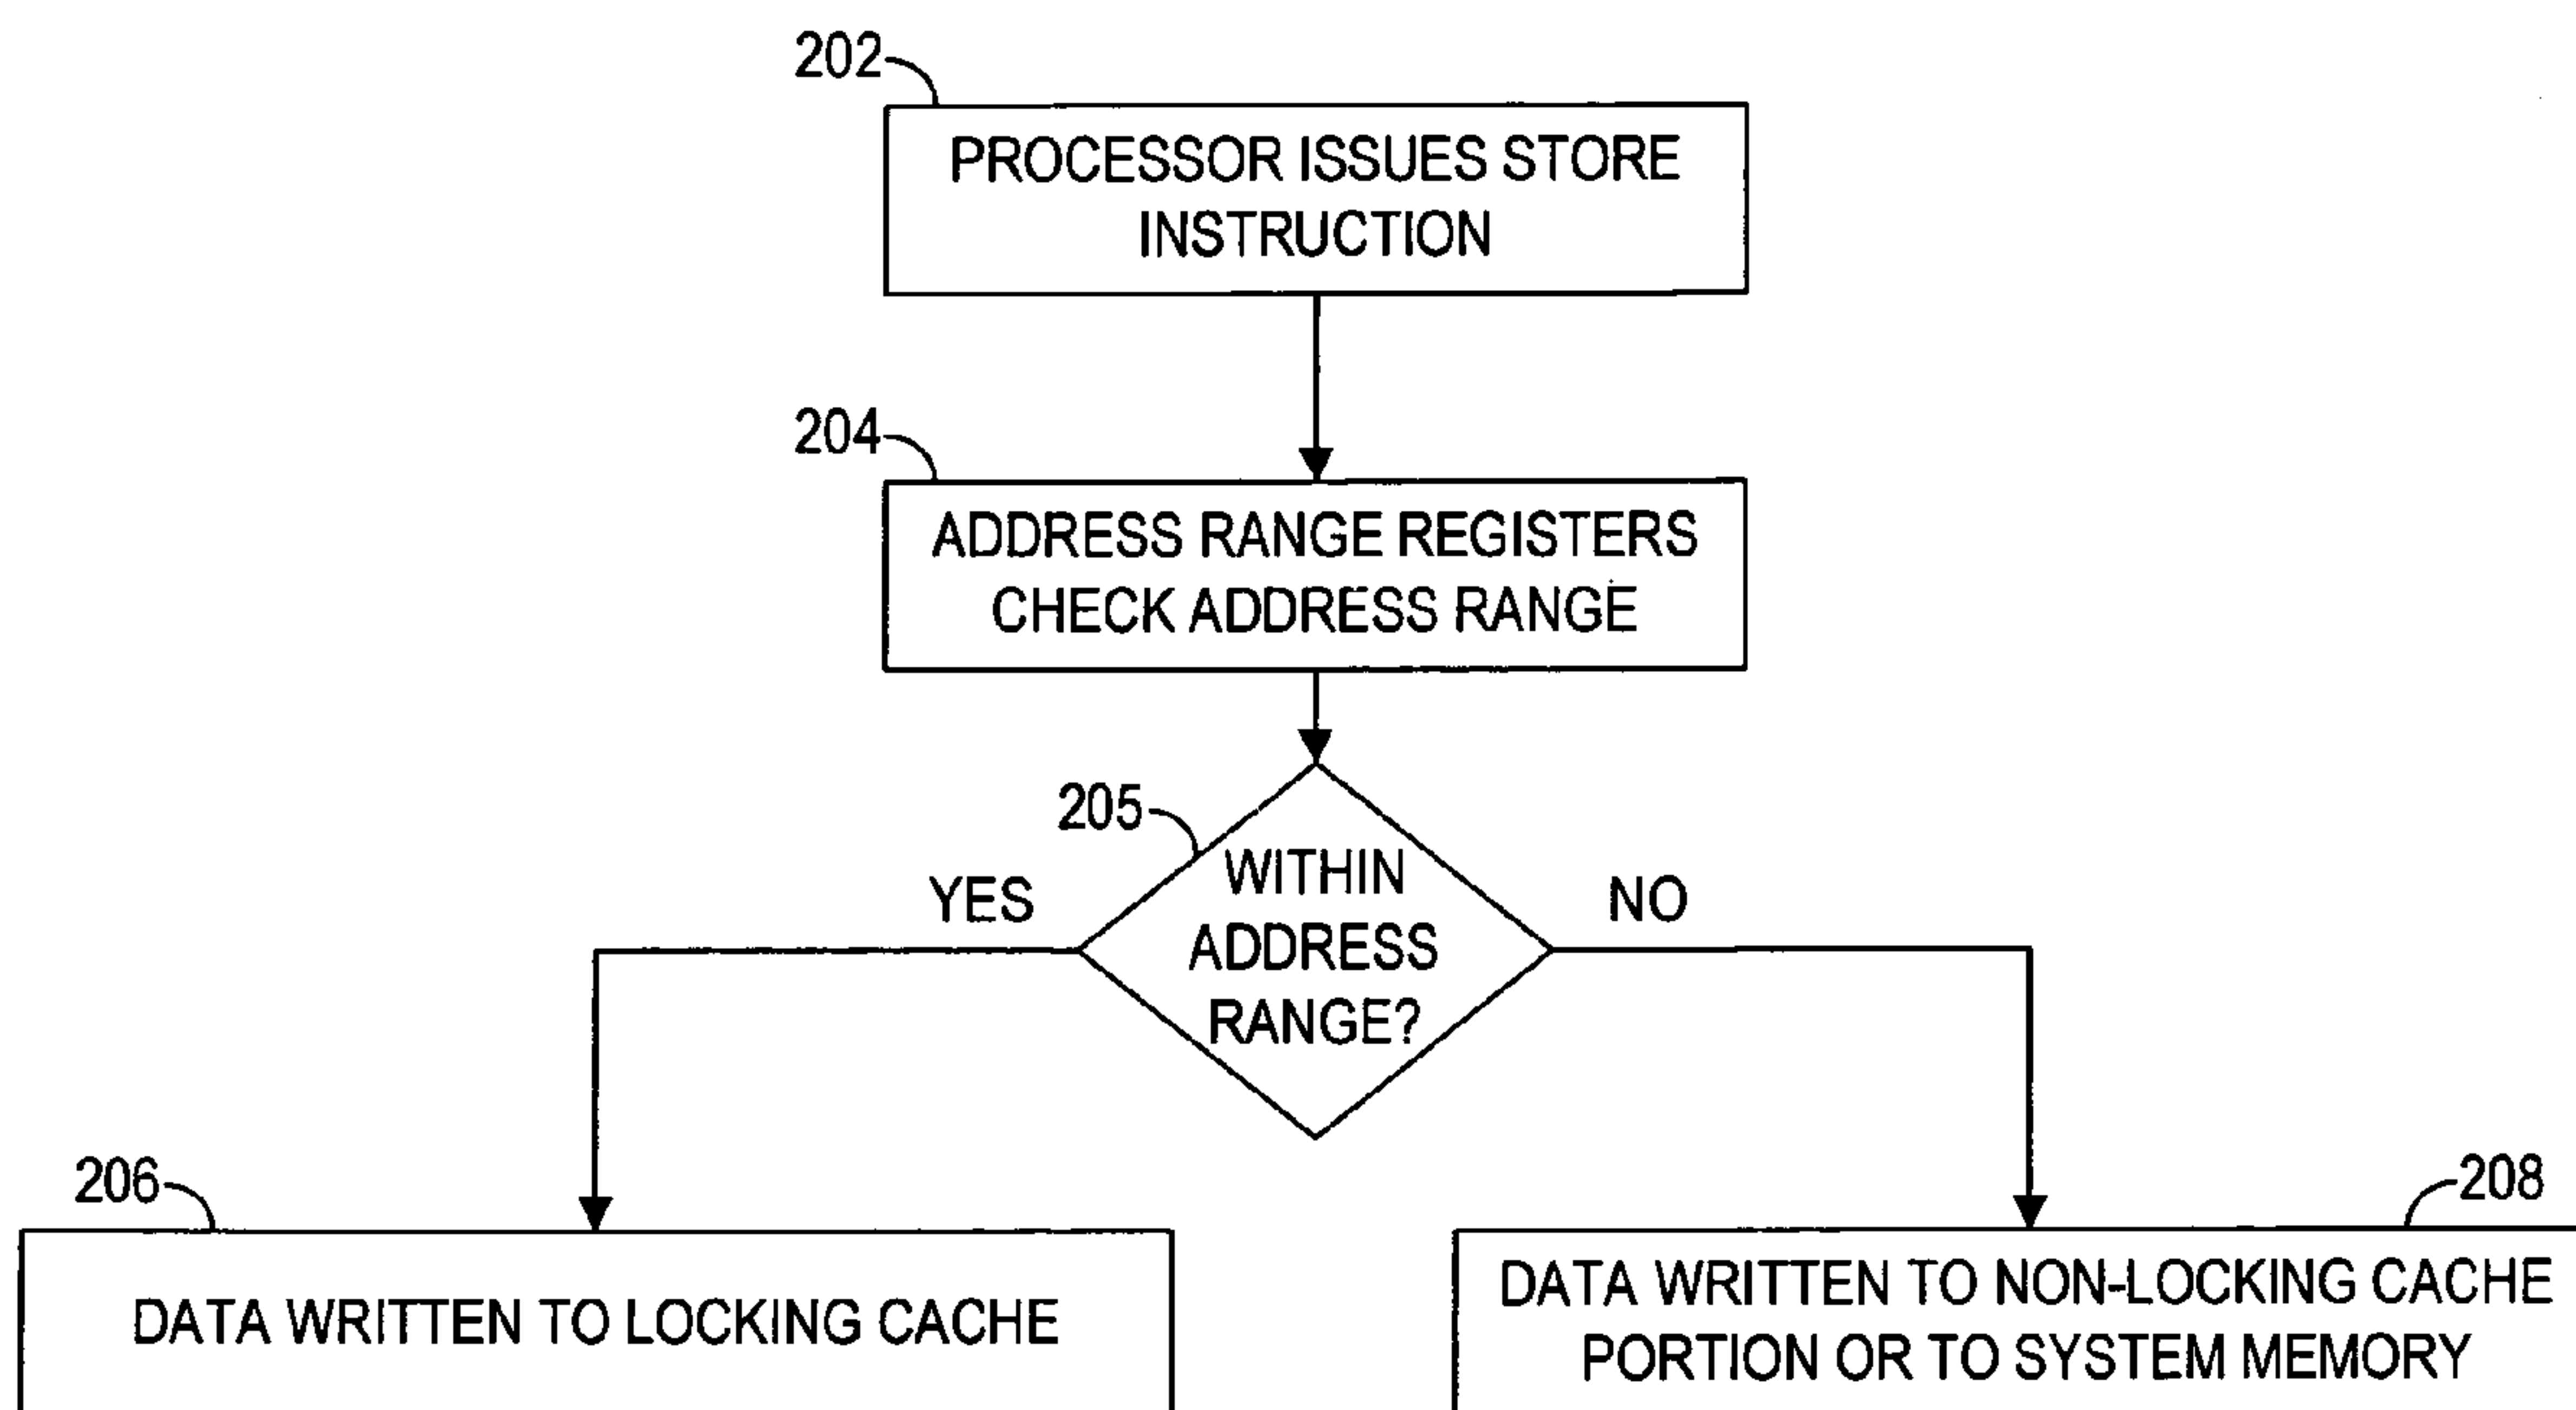 202
PROCESSOR ISSUES STORE
INSTRUCTION
204
ADDRESS RANGE REGISTERS
CHECK ADDRESS RANGE
205
WITHIN
ADDRESS
RANGE?
YES
NO
206
DATA WRITTEN TO LOCKING CACHE
208
DATA WRITTEN TO NON-LOCKING CACHE
PORTION OR TO SYSTEM MEMORY